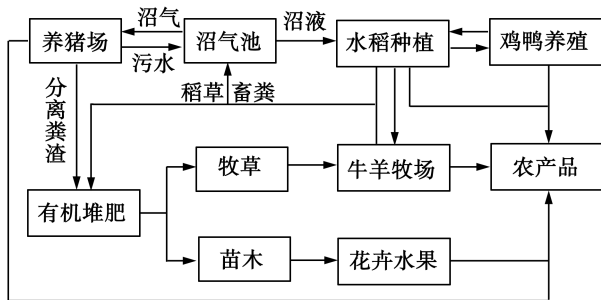 沼气
沼液
养猪场
沼气池
水稻种植
鸡鸭养殖
污水
分离粪渣
稻草 畜粪
牧草
牛羊牧场
农产品
有机堆肥
苗木
花卉水果